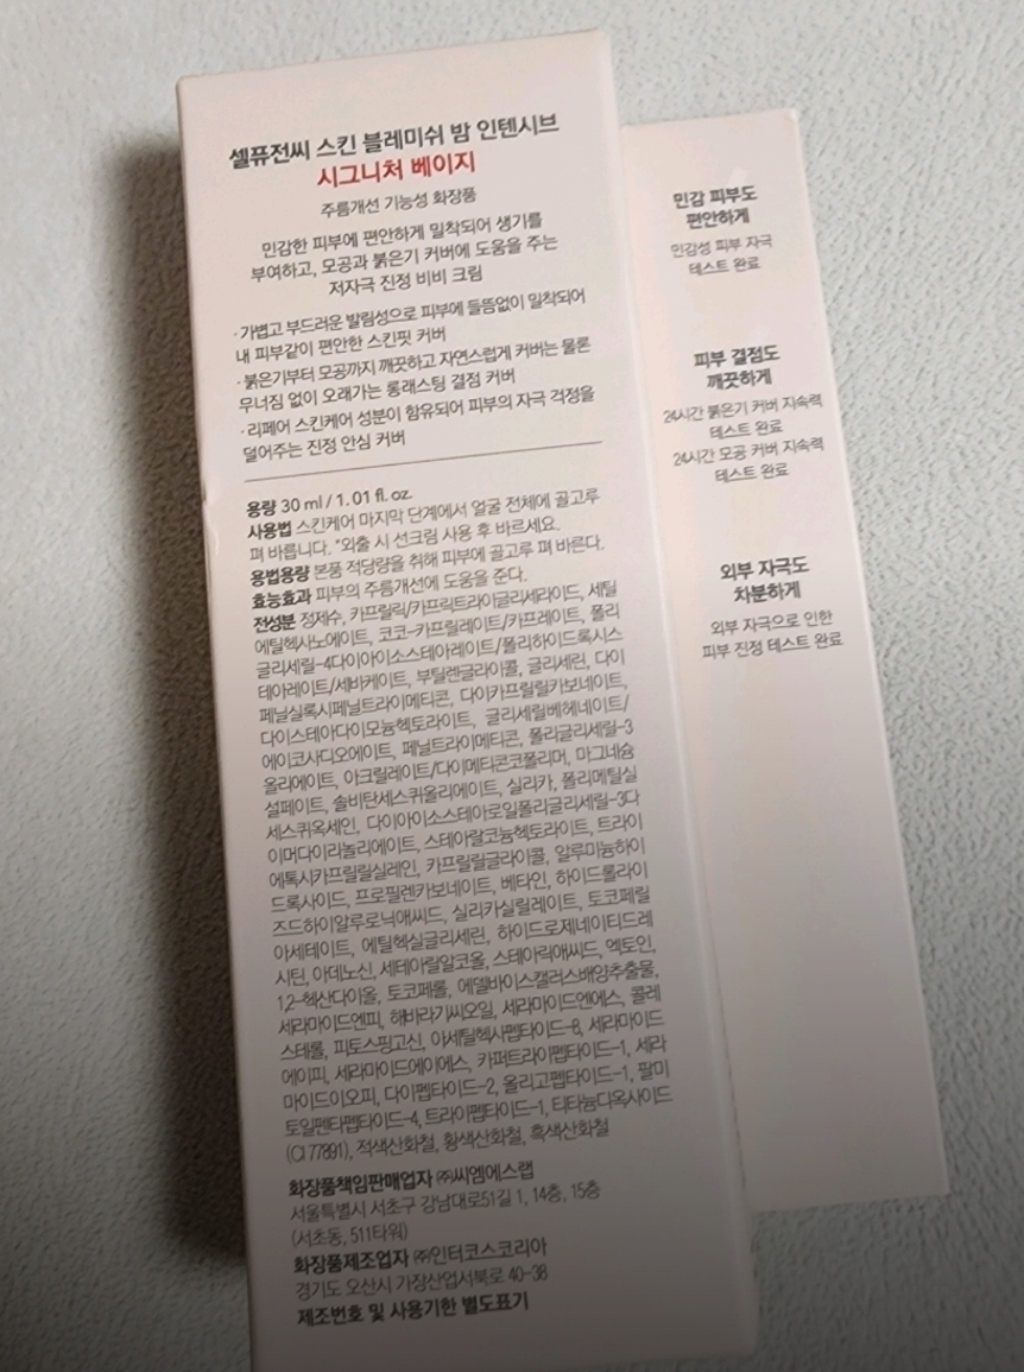 셀퓨전씨 스킨 블레미쉬 밤 인텐시브
시그니처 베이지
주름개선 기능성 화장품
민감한 피부에 편안하게 밀착되어 생기를
부여하고, 모공과 붉은기 커버에 도움을 주는
저자극 진정 비비 크림
· 가볍고 부드러운 발림성으로 피부에 들뜸없이 밀착되어
내 피부같이 편안한 스킨핏 커버
· 붉은기부터 모공까지 깨끗하고 자연스럽게 커버는 물론
무너짐 없이 오래가는 롱래스팅 결점 커버
· 리페어 스킨케어 성분이 함유되어 피부의 자극 걱정을
덜어주는 진정 안심 커버
용량 30 ml / 1.01 fl. oz.
사용법 스킨케어 마지막 단계에서 얼굴 전체에 골고루
펴 바릅니다. *외출 시 선크림 사용 후 바르세요.
용법용량 본품 적당량을 취해 피부에 골고루 펴 바른다.
효능효과 피부의 주름개선에 도움을 준다.
전성분 정제수, 카프릴릭/카프릭트라이글리세라이드, 세틸
에틸헥사노에이트, 코코-카프릴레이트/카프레이트, 폴리
글리세릴-4다이아이소스테아레이트/폴리하이드록시스
테아레이트/세바케이트, 부틸렌글라이콜, 글리세린, 다이
페닐실록시페닐트라이메티콘, 다이카프릴릴카보네이트,
다이스테아다이모늄헥토라이트, 글리세릴베헤네이트/
에이코사디오에이트, 페닐트라이메티콘, 폴리글리세릴-3
올리에이트, 아크릴레이트/다이메티콘코폴리머, 마그네슘
설페이트, 솔비탄세스퀴올리에이트, 실리카, 폴리메틸실
세스퀴옥세인, 다이아이소스테아로일폴리글리세릴-3다
이머다이리놀리에이트, 스테아랄코늄헥토라이트, 트라이
에톡시카프릴릴실레인, 카프릴릴글라이콜, 알루미늄하이
드록사이드, 프로필렌카보네이트, 베타인, 하이드롤라이
즈드하이알루로닉애씨드, 실리카실릴레이트, 토코페릴
아세테이트, 에틸헥실글리세린, 하이드로제네이티드레
시틴, 아데노신, 세테아릴알코올, 스테아릭애씨드, 엑토인,
1,2-헥산다이올, 토코페롤, 에델바이스캘러스배양추출물,
세라마이드엔피, 해바라기씨오일, 세라마이드엔에스, 콜레
스테롤, 피토스핑고신, 아세틸헥사펩타이드-8, 세라마이드
에이피, 세라마이드에이에스, 카퍼트라이펩타이드-1, 세라
마이드이오피, 다이펩타이드-2, 올리고펩타이드-1, 팔미
토일펜타펩타이드-4, 트라이펩타이드-1, 티타늄디옥사이드
(CI 77891), 적색산화철, 황색산화철, 흑색산화철
화장품책임판매업자 ㈜씨엠에스랩
서울특별시 서초구 강남대로51길 1, 14층, 15층
(서초동, 511타워)
화장품제조업자 ㈜인터코스코리아
경기도 오산시 가장산업서북로 40-38
제조번호 및 사용기한 별도표기
민감 피부도
편안하게
민감성 피부 자극
테스트 완료
피부 결점도
깨끗하게
24시간 붉은기 커버 지속력
테스트 완료
24시간 모공 커버 지속력
테스트 완료
외부 자극도
차분하게
외부 자극으로 인한
피부 진정 테스트 완료